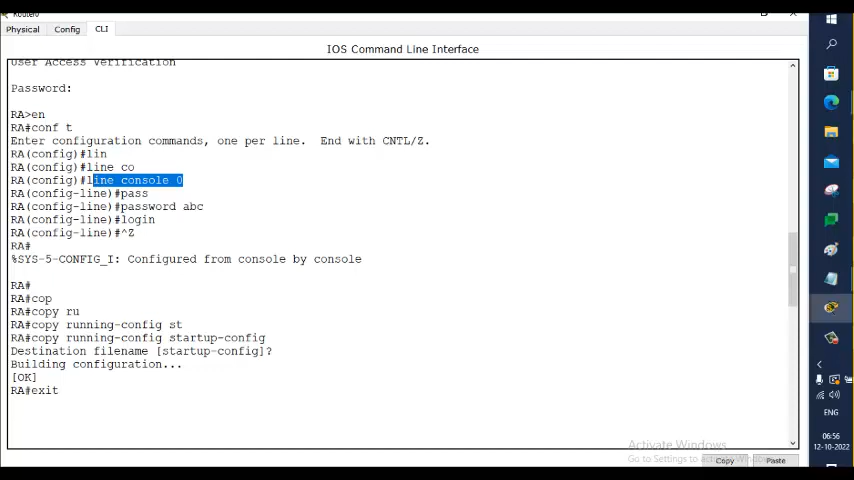 Router0
Physical Config CLI
IOS Command Line Interface
User Access Verification
Password:
RA>en
RA#conf t
Enter configuration commands, one per line.  End with CNTL/Z.
RA(config)#lin
RA(config)#line co
RA(config)#line console 0
RA(config-line)#pass
RA(config-line)#password abc
RA(config-line)#login
RA(config-line)#^Z
RA#
%SYS-5-CONFIG_I: Configured from console by console
RA#
RA#cop
RA#copy ru
RA#copy running-config st
RA#copy running-config startup-config
Destination filename [startup-config]?
Building configuration...
[OK]
RA#exit
Activate Windows
Go to Settings to activate Windows.
Copy Paste
ENG
06:56
12-10-2022